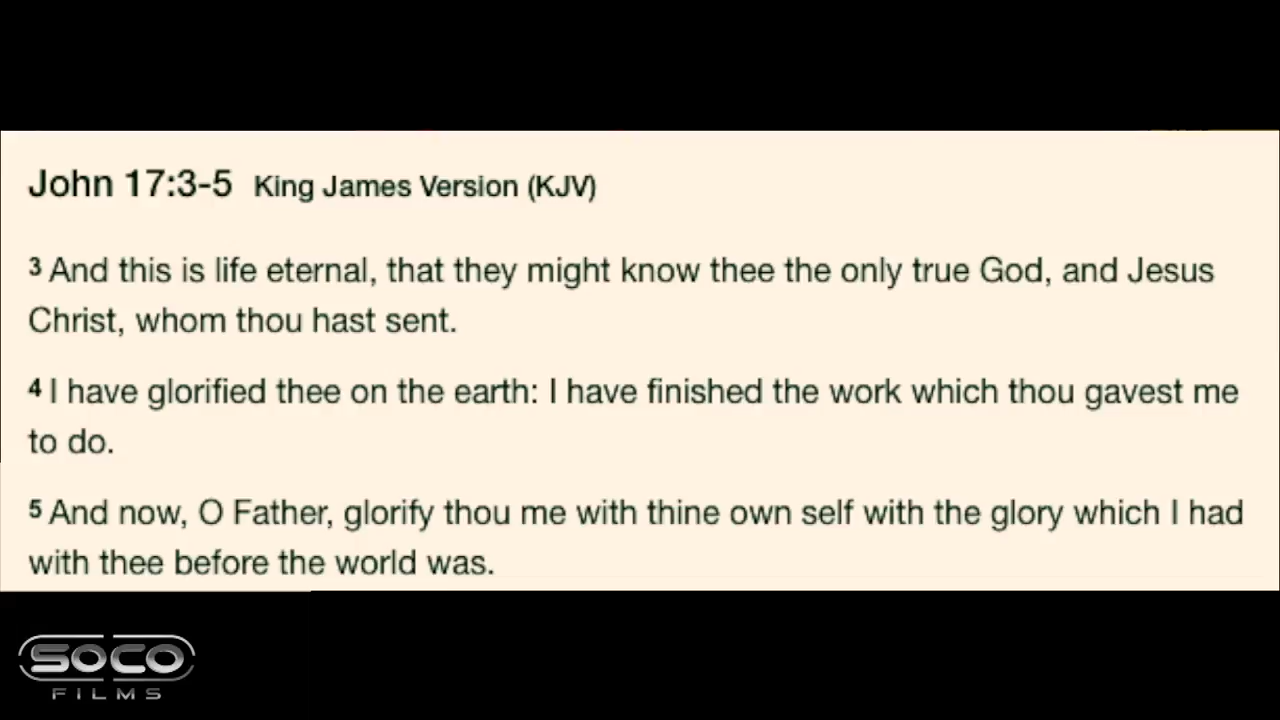 John 17:3-5 King James Version (KJV)
3 And this is life eternal, that they might know thee the only true God, and Jesus
Christ, whom thou hast sent.
4 I have glorified thee on the earth: I have finished the work which thou gavest me
to do.
5 And now, O Father, glorify thou me with thine own self with the glory which I had
with thee before the world was.
SOCO
FILMS